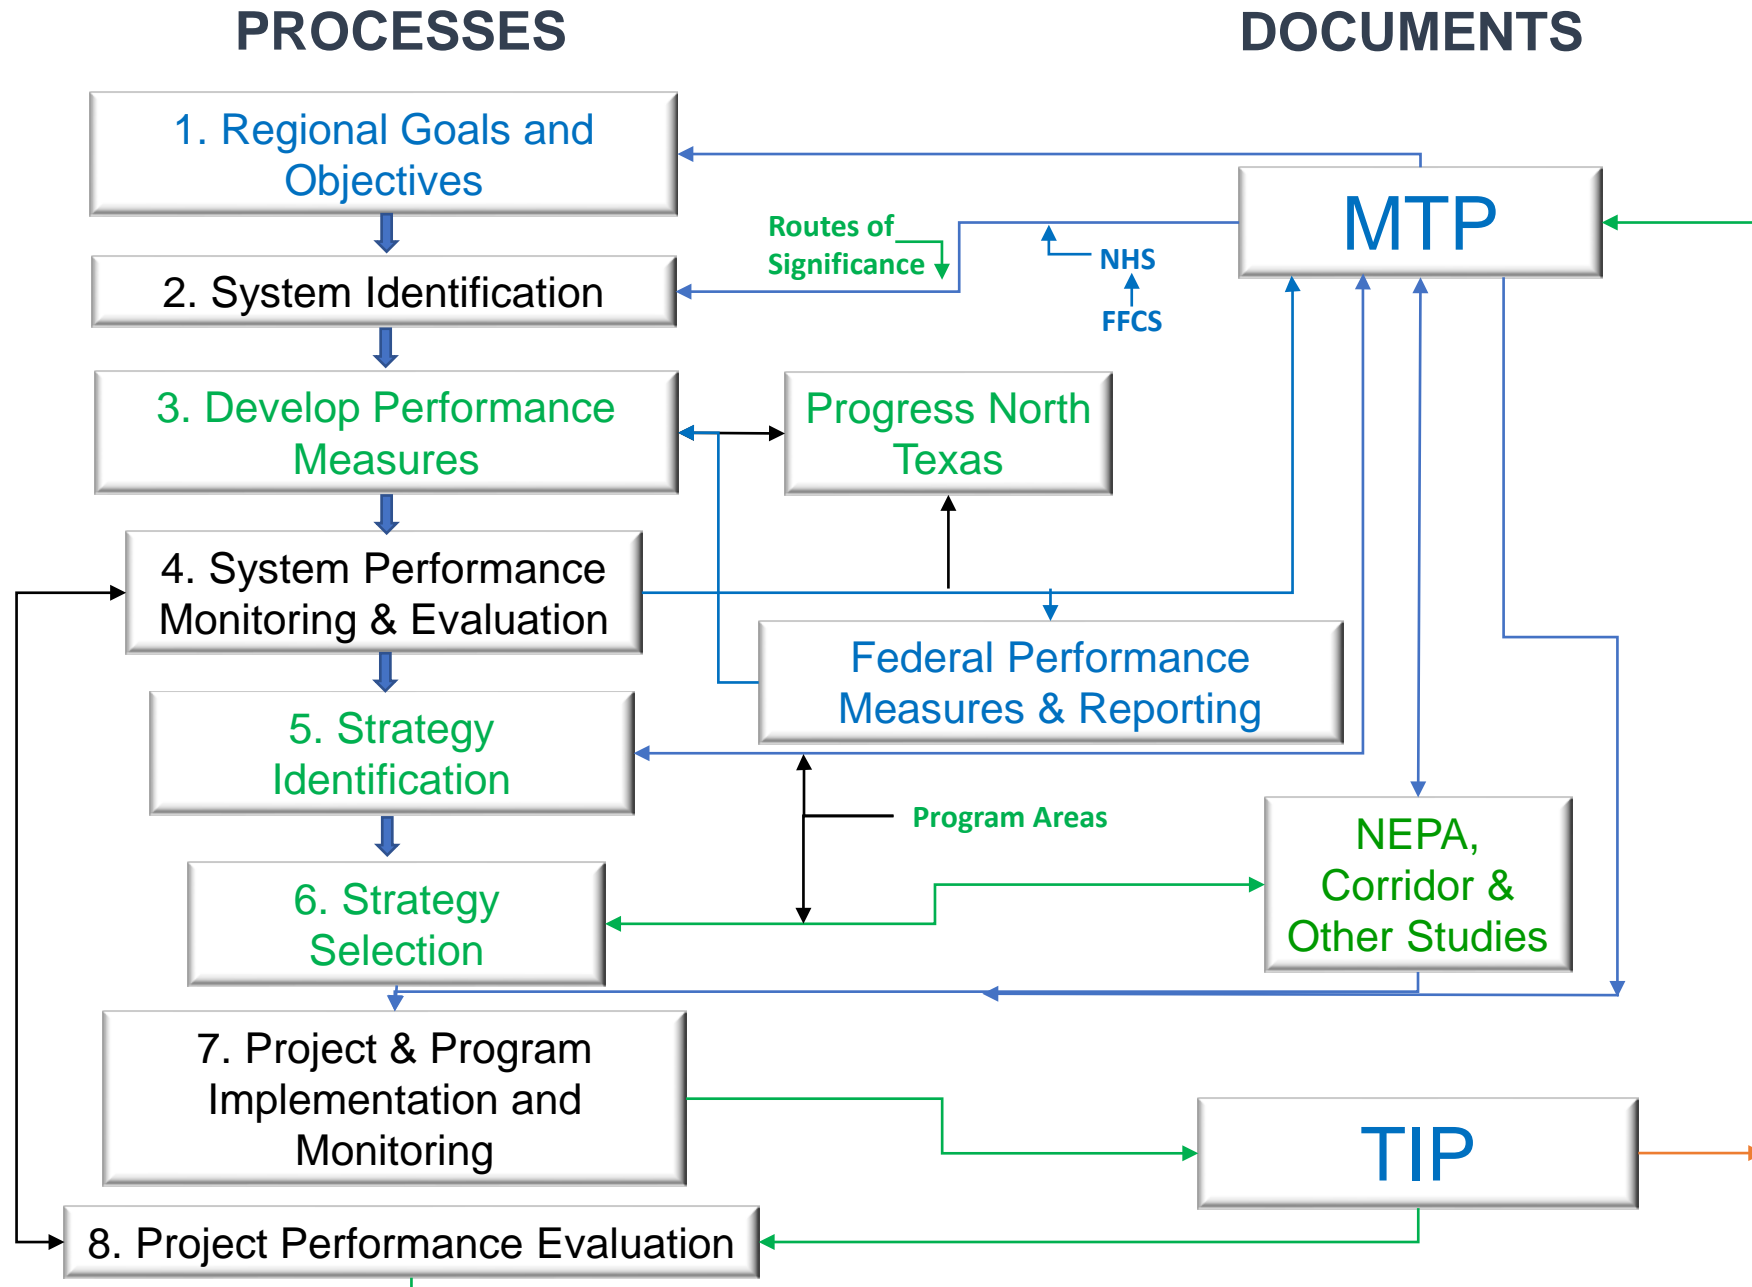 PROCESSES
DOCUMENTS
1. Regional Goals and
Objectives
MTP
Routes of
Significance
NHS
FFCS
2. System Identification
3. Develop Performance
Measures
Progress North
Texas
4. System Performance
Monitoring & Evaluation
Federal Performance
Measures & Reporting
5. Strategy
Identification
Program Areas
NEPA,
Corridor &
Other Studies
6. Strategy
Selection
7. Project & Program
Implementation and
Monitoring
TIP
8. Project Performance Evaluation